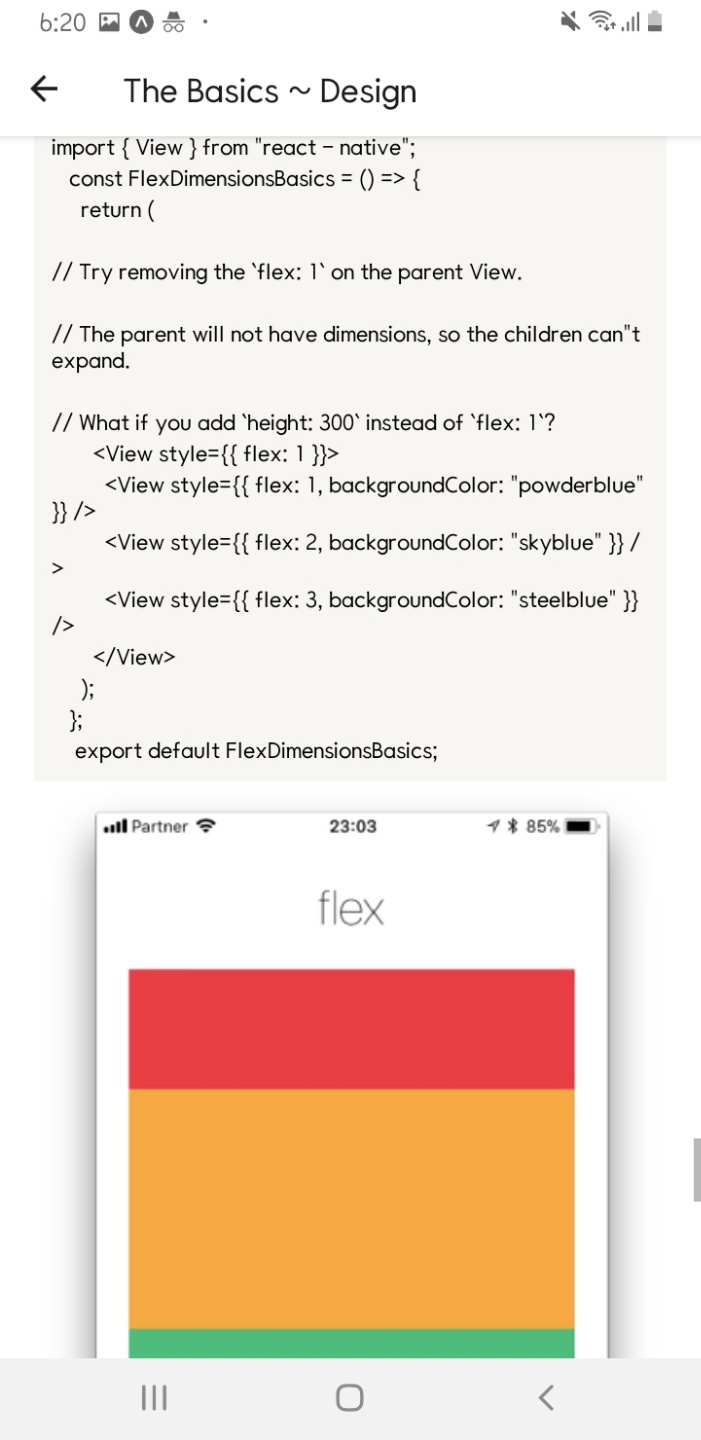 6:20
The Basics ~ Design
import { View } from "react - native";
const FlexDimensionsBasics = () => {
return (
// Try removing the `flex: 1` on the parent View.
// The parent will not have dimensions, so the children can"t
expand.
// What if you add `height: 300` instead of `flex: 1`?
<View style={{ flex: 1 }}>
<View style={{ flex: 1, backgroundColor: "powderblue"
}} />
<View style={{ flex: 2, backgroundColor: "skyblue" }} /
>
<View style={{ flex: 3, backgroundColor: "steelblue" }}
/>
</View>
);
};
export default FlexDimensionsBasics;
Partner 23:03 85%
flex